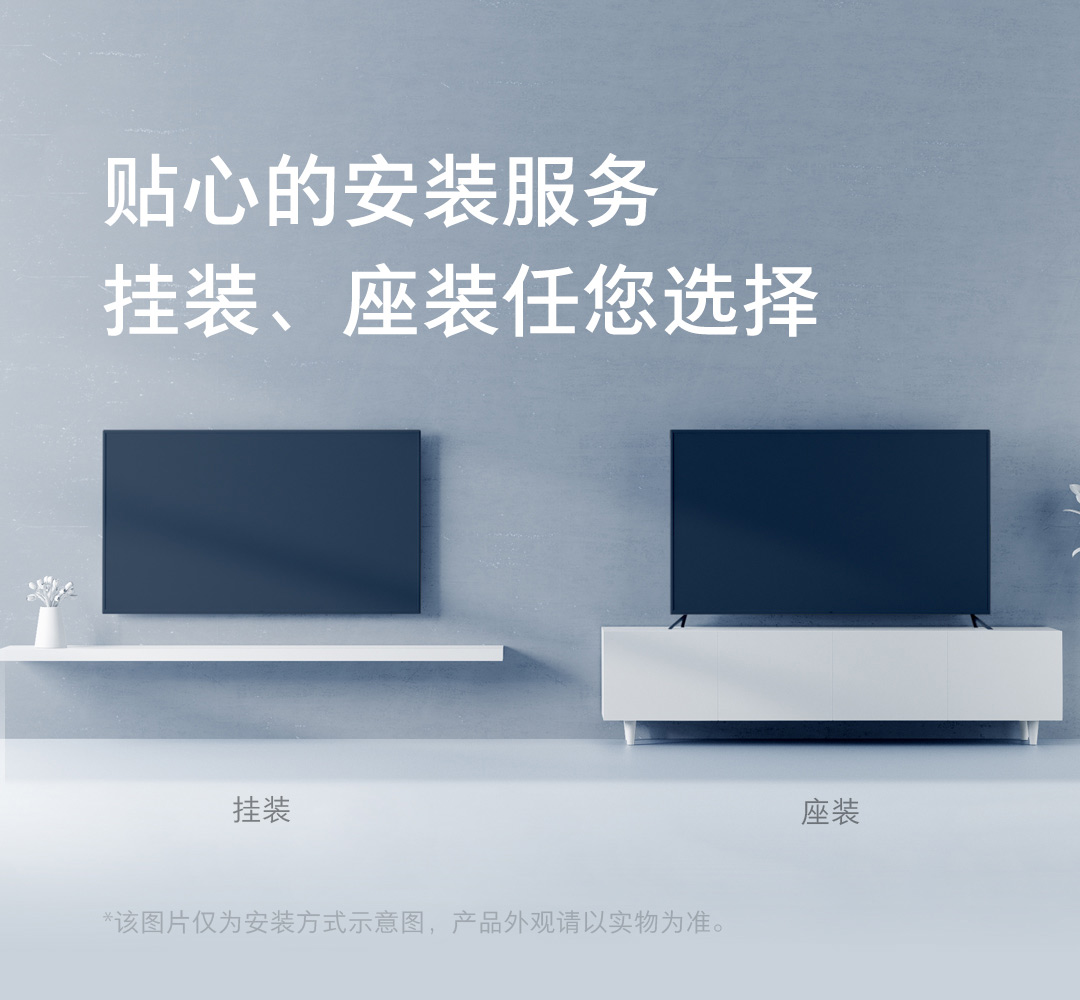 贴心的安装服务
挂装、座装任您选择
挂装
座装
*该图片仅为安装方式示意图，产品外观请以实物为准。